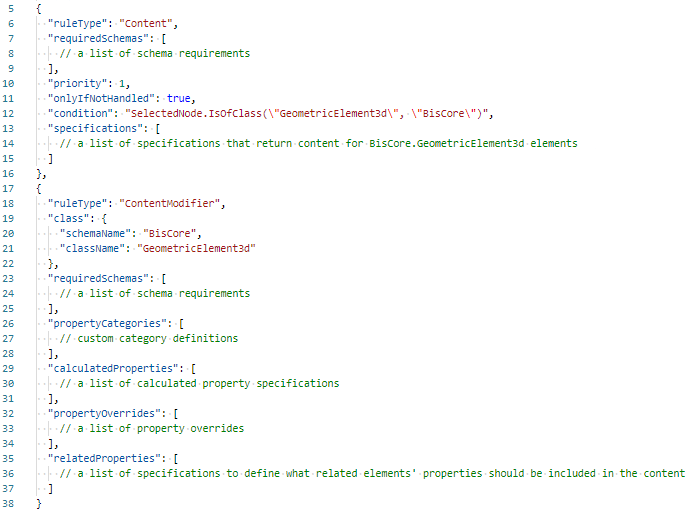 5 {
6 "ruleType": "Content",
7 "requiredSchemas": [
8 // a list of schema requirements
9 ],
10 "priority": 1,
11 "onlyIfNotHandled": true,
12 "condition": "SelectedNode.IsOfClass(\"GeometricElement3d\", \"BisCore\")",
13 "specifications": [
14 // a list of specifications that return content for BisCore.GeometricElement3d elements
15 ]
16 },
17 {
18 "ruleType": "ContentModifier",
19 "class": {
20 "schemaName": "BisCore",
21 "className": "GeometricElement3d"
22 },
23 "requiredSchemas": [
24 // a list of schema requirements
25 ],
26 "propertyCategories": [
27 // custom category definitions
28 ],
29 "calculatedProperties": [
30 // a list of calculated property specifications
31 ],
32 "propertyOverrides": [
33 // a list of property overrides
34 ],
35 "relatedProperties": [
36 // a list of specifications to define what related elements' properties should be included in the content
37 ]
38 }